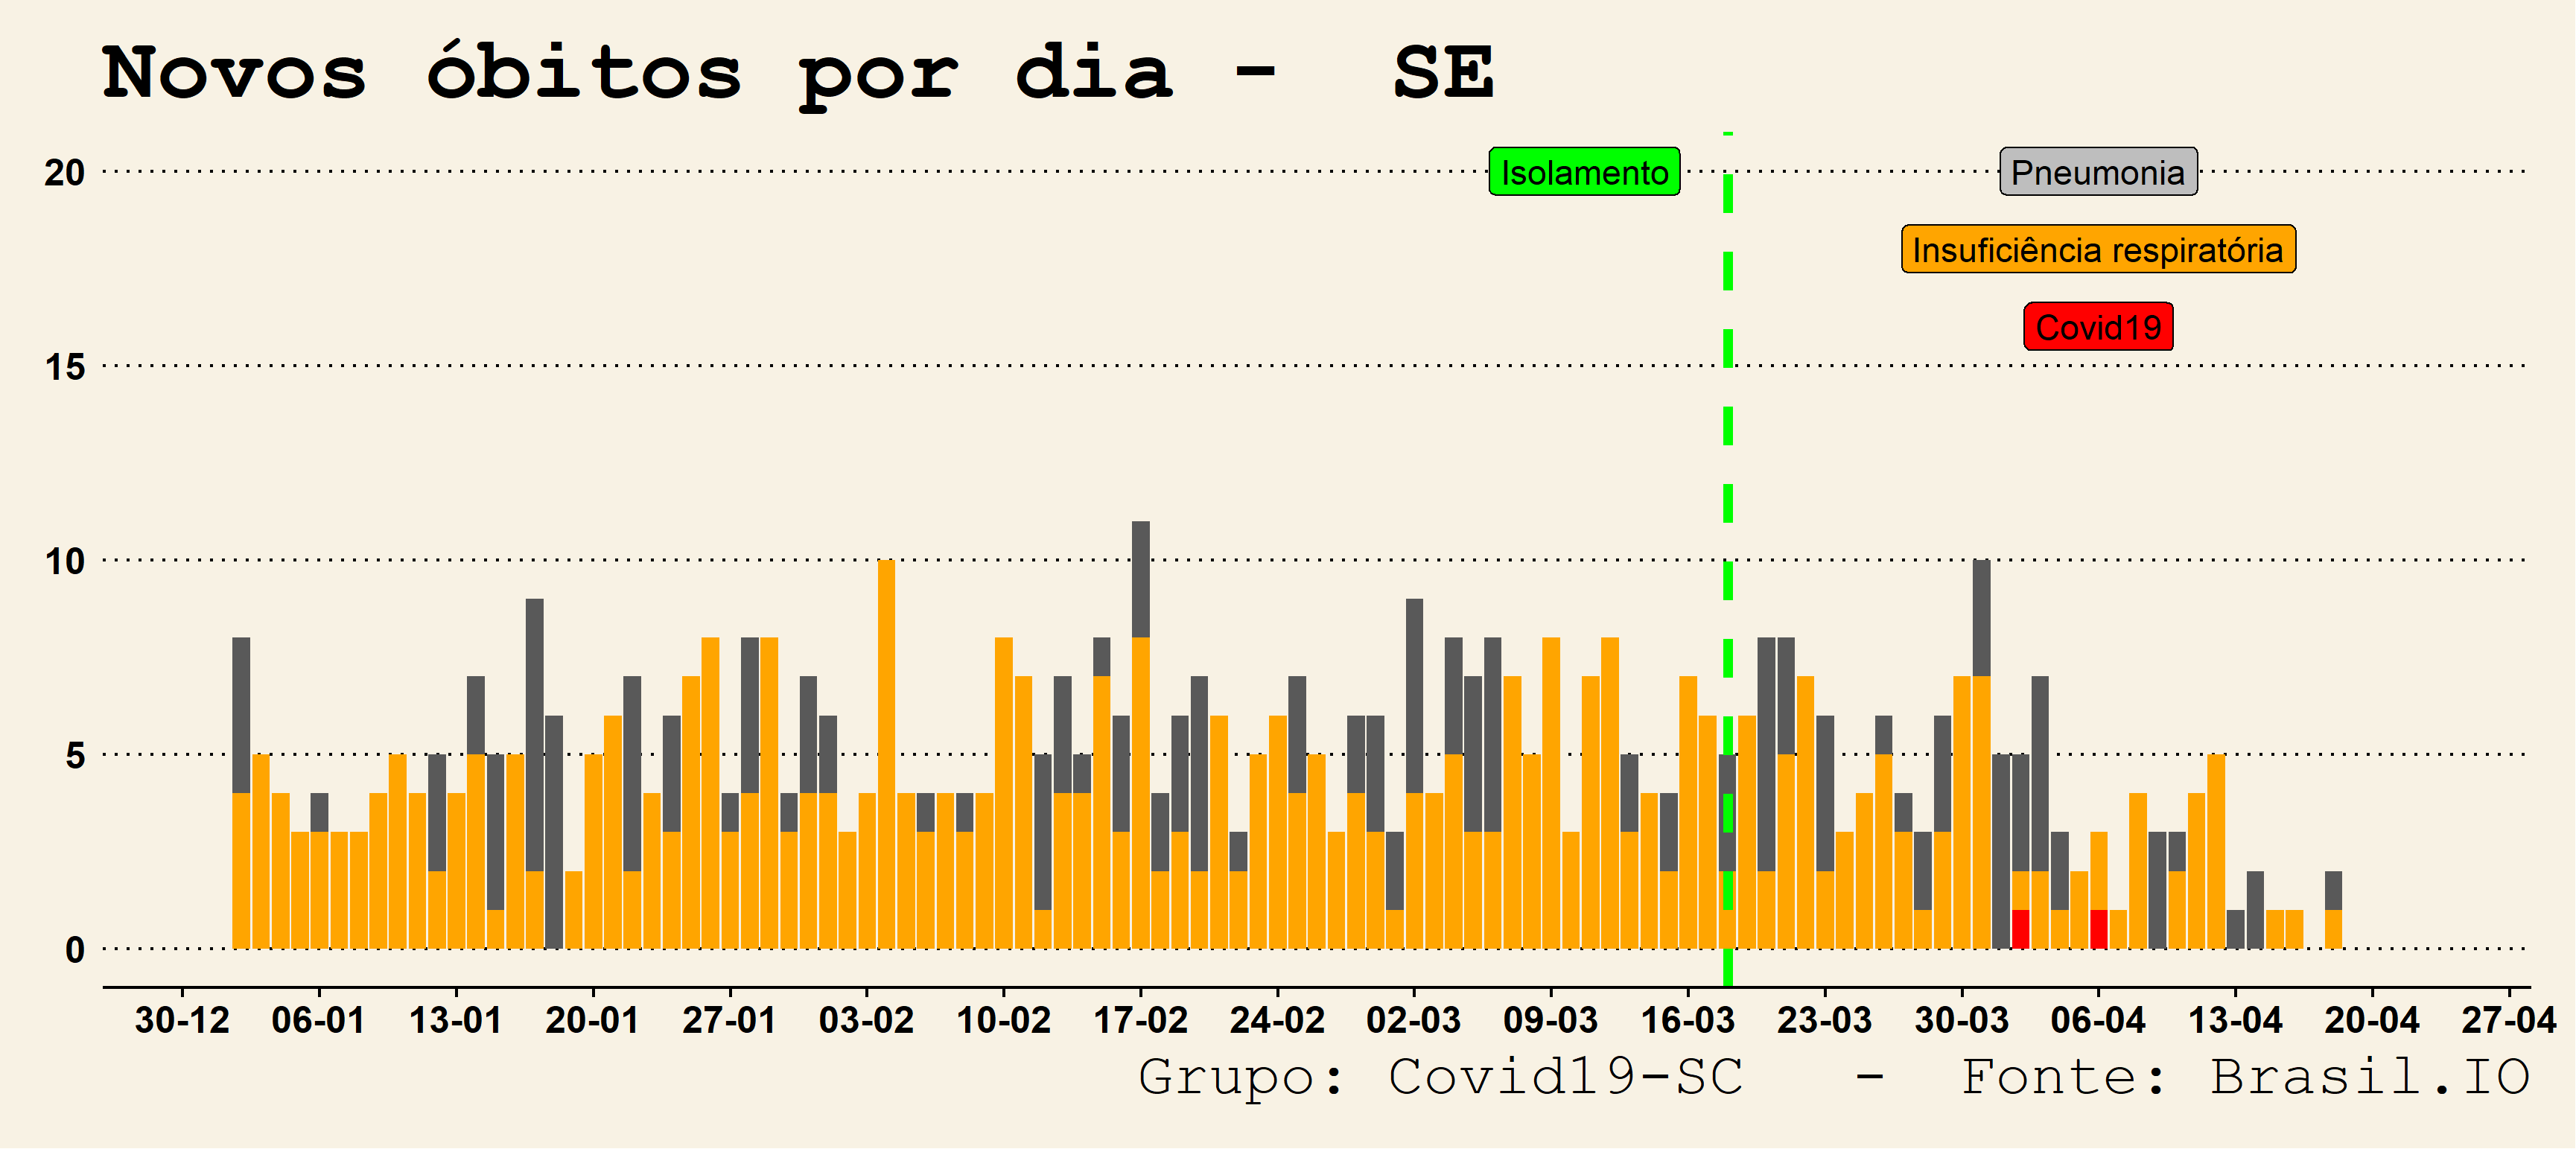 Novos óbitos por dia - SE
20
Isolamento
Pneumonia
Insuficiência respiratória
Covid19
15
10
5
0
30-12 06-01 13-01 20-01 27-01 03-02 10-02 17-02 24-02 02-03 09-03 16-03 23-03 30-03 06-04 13-04 20-04 27-04
Grupo: Covid19-SC - Fonte: Brasil.IO